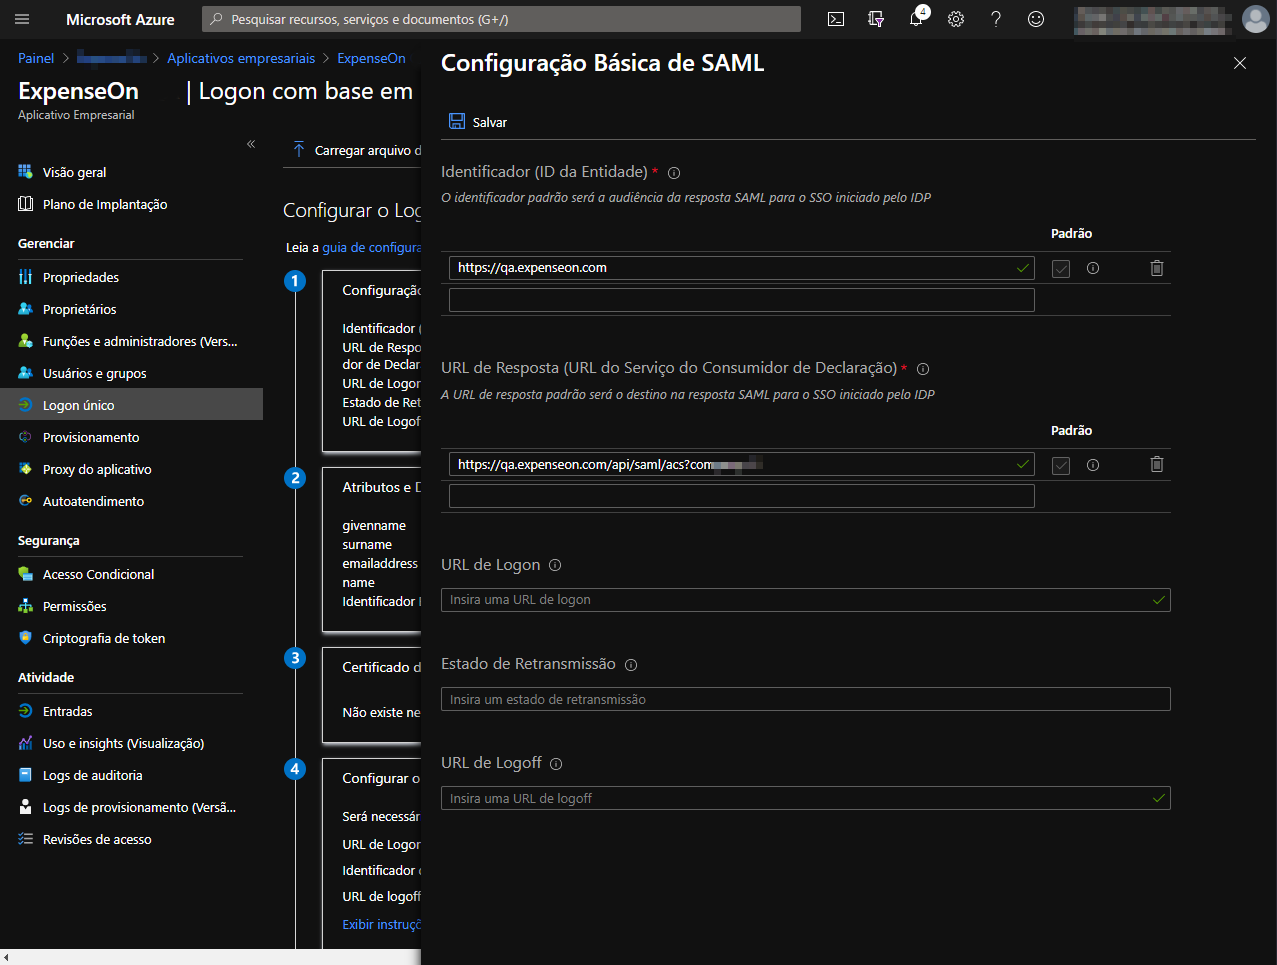 Microsoft Azure
Pesquisar recursos, serviços e documentos (G+/)
4
Painel > > Aplicativos empresariais > ExpenseOn
ExpenseOn | Logon com base em
Aplicativo Empresarial
«
Visão geral
Plano de Implantação
Gerenciar
Propriedades
Proprietários
Funções e administradores (Vers...
Usuários e grupos
Logon único
Provisionamento
Proxy do aplicativo
Autoatendimento
Segurança
Acesso Condicional
Permissões
Criptografia de token
Atividade
Entradas
Uso e insights (Visualização)
Logs de auditoria
Logs de provisionamento (Versã...
Revisões de acesso
Carregar arquivo d
Configurar o Log
Leia a guia de configura
1
Configuração
Identificador (
URL de Respo
dor de Declar
URL de Logor
Estado de Ret
URL de Logof
2
Atributos e D
givenname
surname
emailaddress
name
Identificador
3
Certificado d
Não existe ne
4
Configurar o
Será necessár
URL de Logor
Identificador
URL de logoff
Exibir instruçõ
Configuração Básica de SAML
Salvar
Identificador (ID da Entidade) *
O identificador padrão será a audiência da resposta SAML para o SSO iniciado pelo IDP
Padrão
https://qa.expenseon.com
URL de Resposta (URL do Serviço do Consumidor de Declaração) *
A URL de resposta padrão será o destino na resposta SAML para o SSO iniciado pelo IDP
Padrão
https://qa.expenseon.com/api/saml/acs?com
URL de Logon
Insira uma URL de logon
Estado de Retransmissão
Insira um estado de retransmissão
URL de Logoff
Insira uma URL de logoff